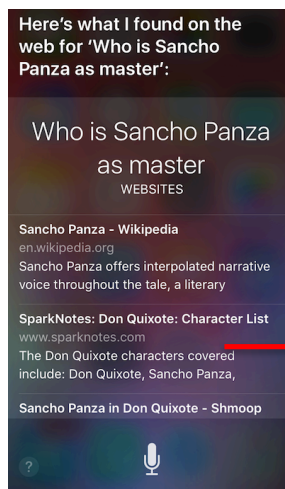 Here's what I found on the
web for ‘Who is Sancho
Panza as master’:
Who is Sancho Panza
as master
WEBSITES
Sancho Panza - Wikipedia
en.wikipedia.org
Sancho Panza offers interpolated narrative
voice throughout the tale, a literary
SparkNotes: Don Quixote: Character List
www.sparknotes.com
The Don Quixote characters covered
include: Don Quixote, Sancho Panza,
Sancho Panza in Don Quixote - Shmoop
?